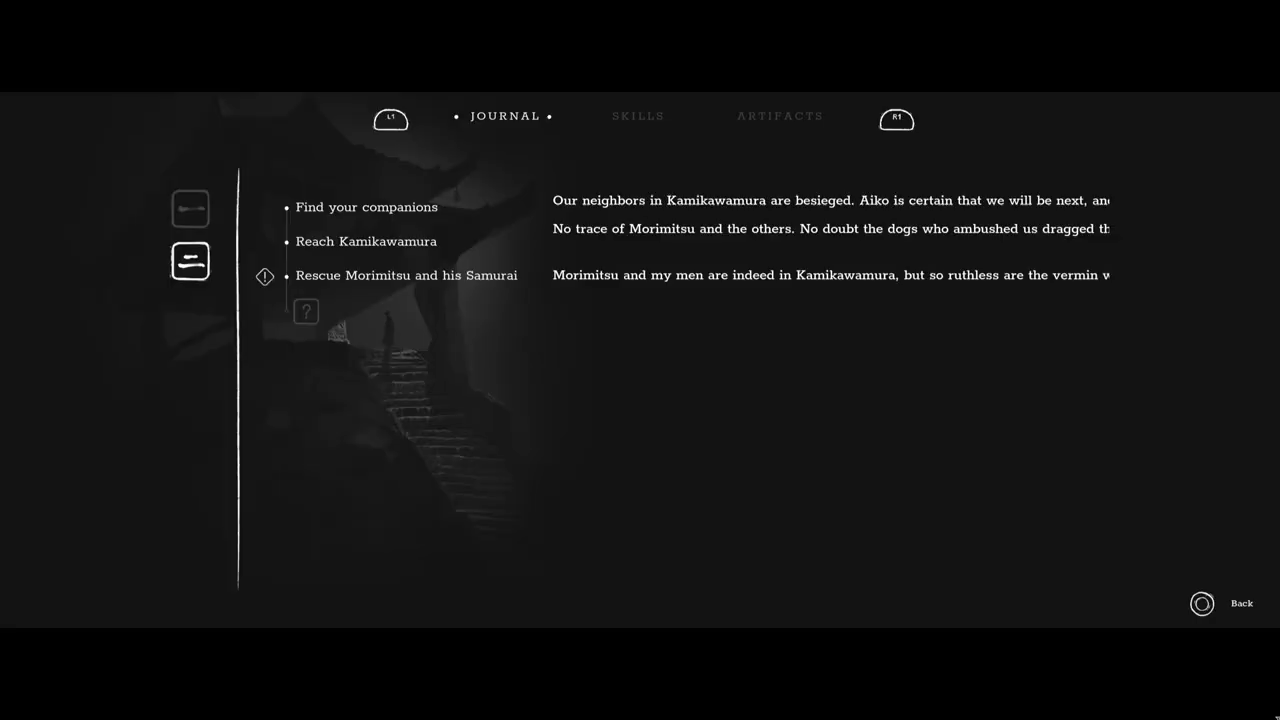 L1
• JOURNAL •
SKILLS
ARTIFACTS
R1
一
二
Find your companions
Reach Kamikawamura
Rescue Morimitsu and his Samurai
?
Our neighbors in Kamikawamura are besieged. Aiko is certain that we will be next, and
No trace of Morimitsu and the others. No doubt the dogs who ambushed us dragged
Morimitsu and my men are indeed in Kamikawamura, but so ruthless are the vermin
Back